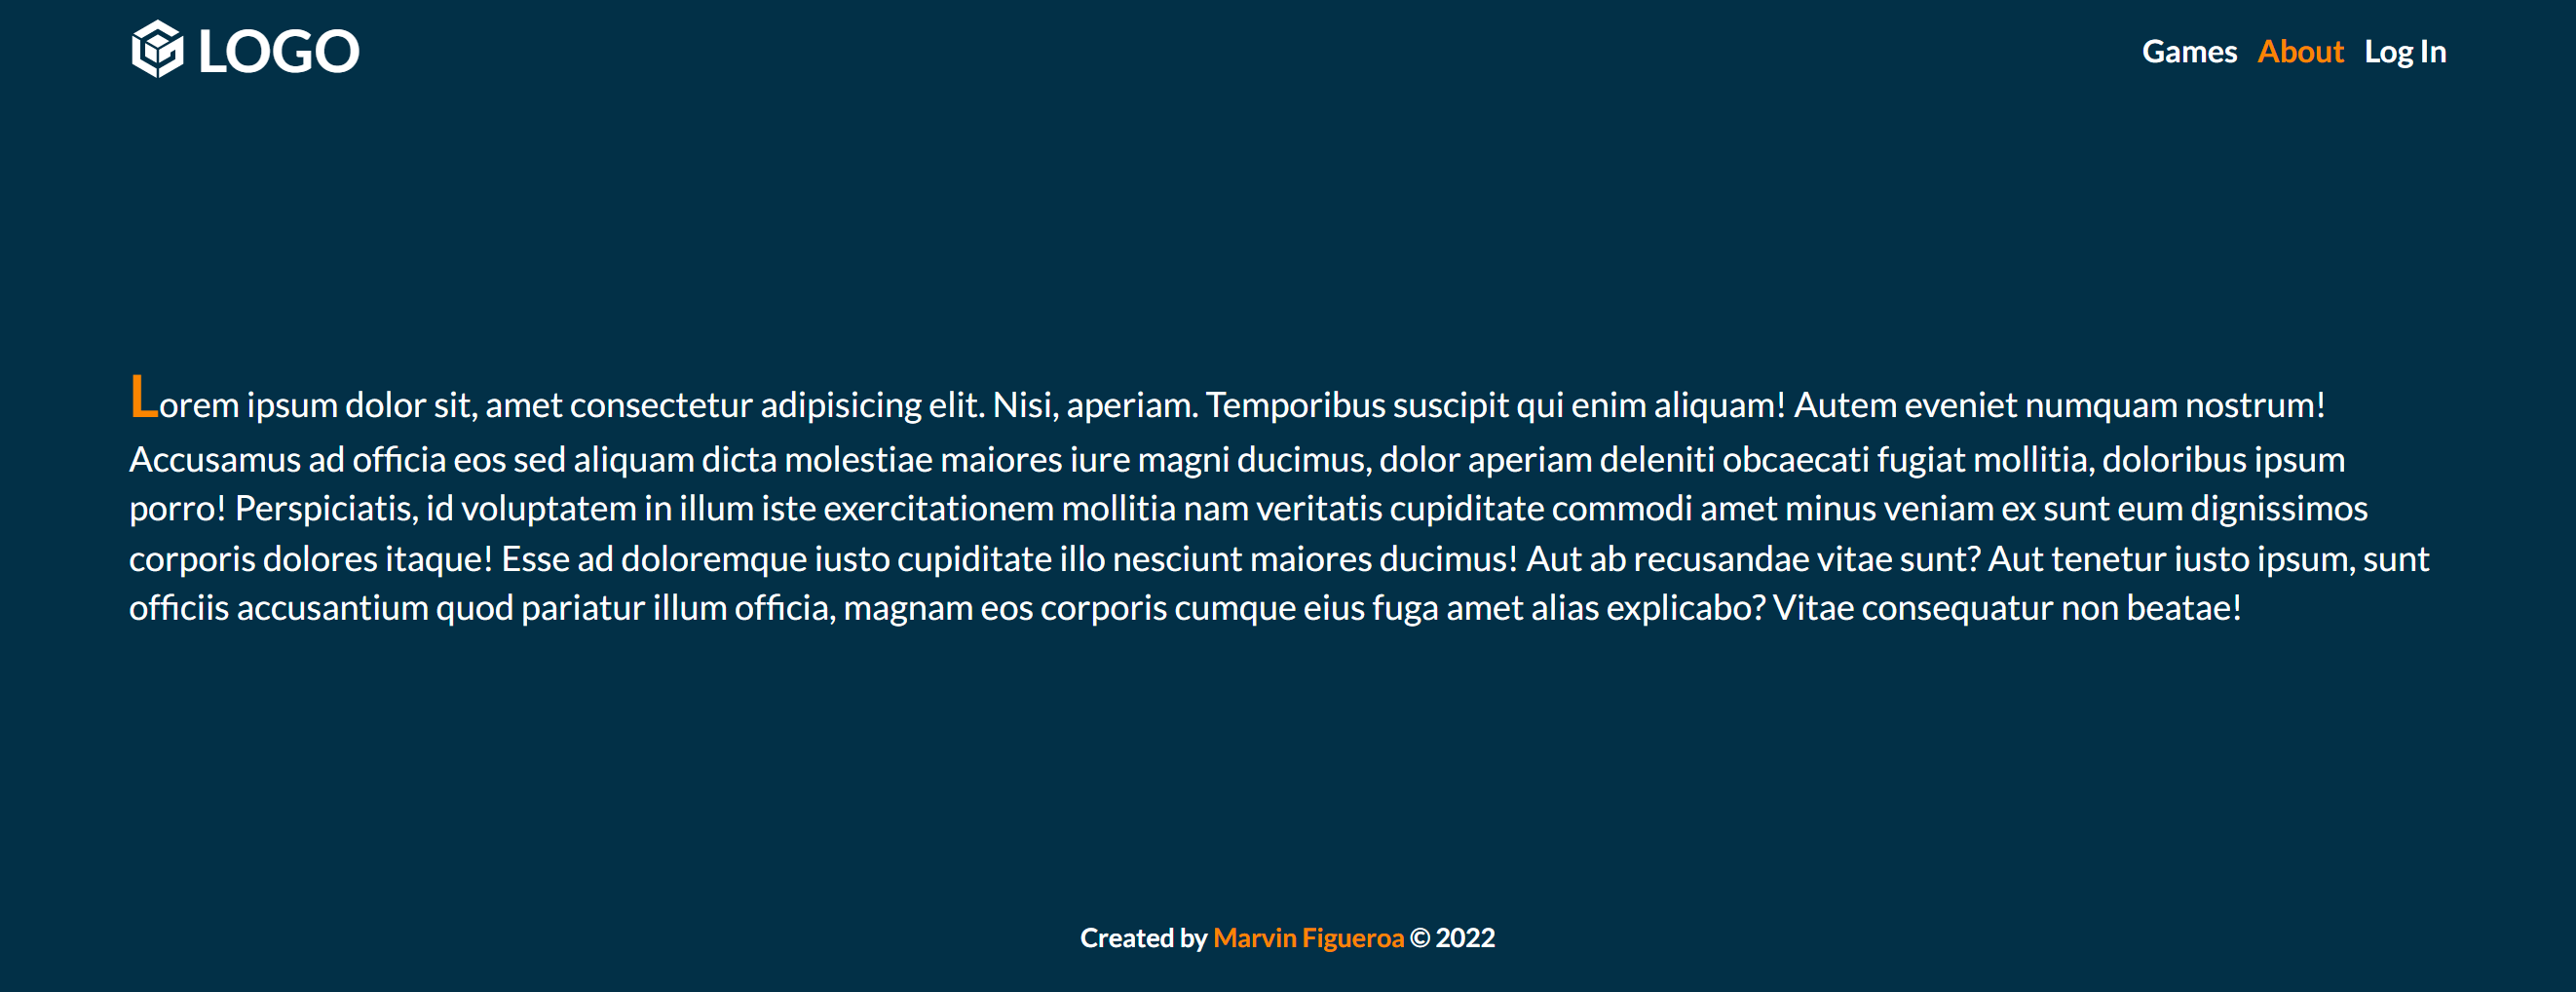 LOGO
Games About Log In
Lorem ipsum dolor sit, amet consectetur adipisicing elit. Nisi, aperiam. Temporibus suscipit qui enim aliquam! Autem eveniet numquam nostrum!
Accusamus ad officia eos sed aliquam dicta molestiae maiores iure magni ducimus, dolor aperiam deleniti obcaecati fugiat mollitia, doloribus ipsum
porro! Perspiciatis, id voluptatem in illum iste exercitationem mollitia nam veritatis cupiditate commodi amet minus veniam ex sunt eum dignissimos
corporis dolores itaque! Esse ad doloremque iusto cupiditate illo nesciunt maiores ducimus! Aut ab recusandae vitae sunt? Aut tenetur iusto ipsum, sunt
officiis accusantium quod pariatur illum officia, magnam eos corporis cumque eius fuga amet alias explicabo? Vitae consequatur non beatae!
Created by Marvin Figueroa © 2022